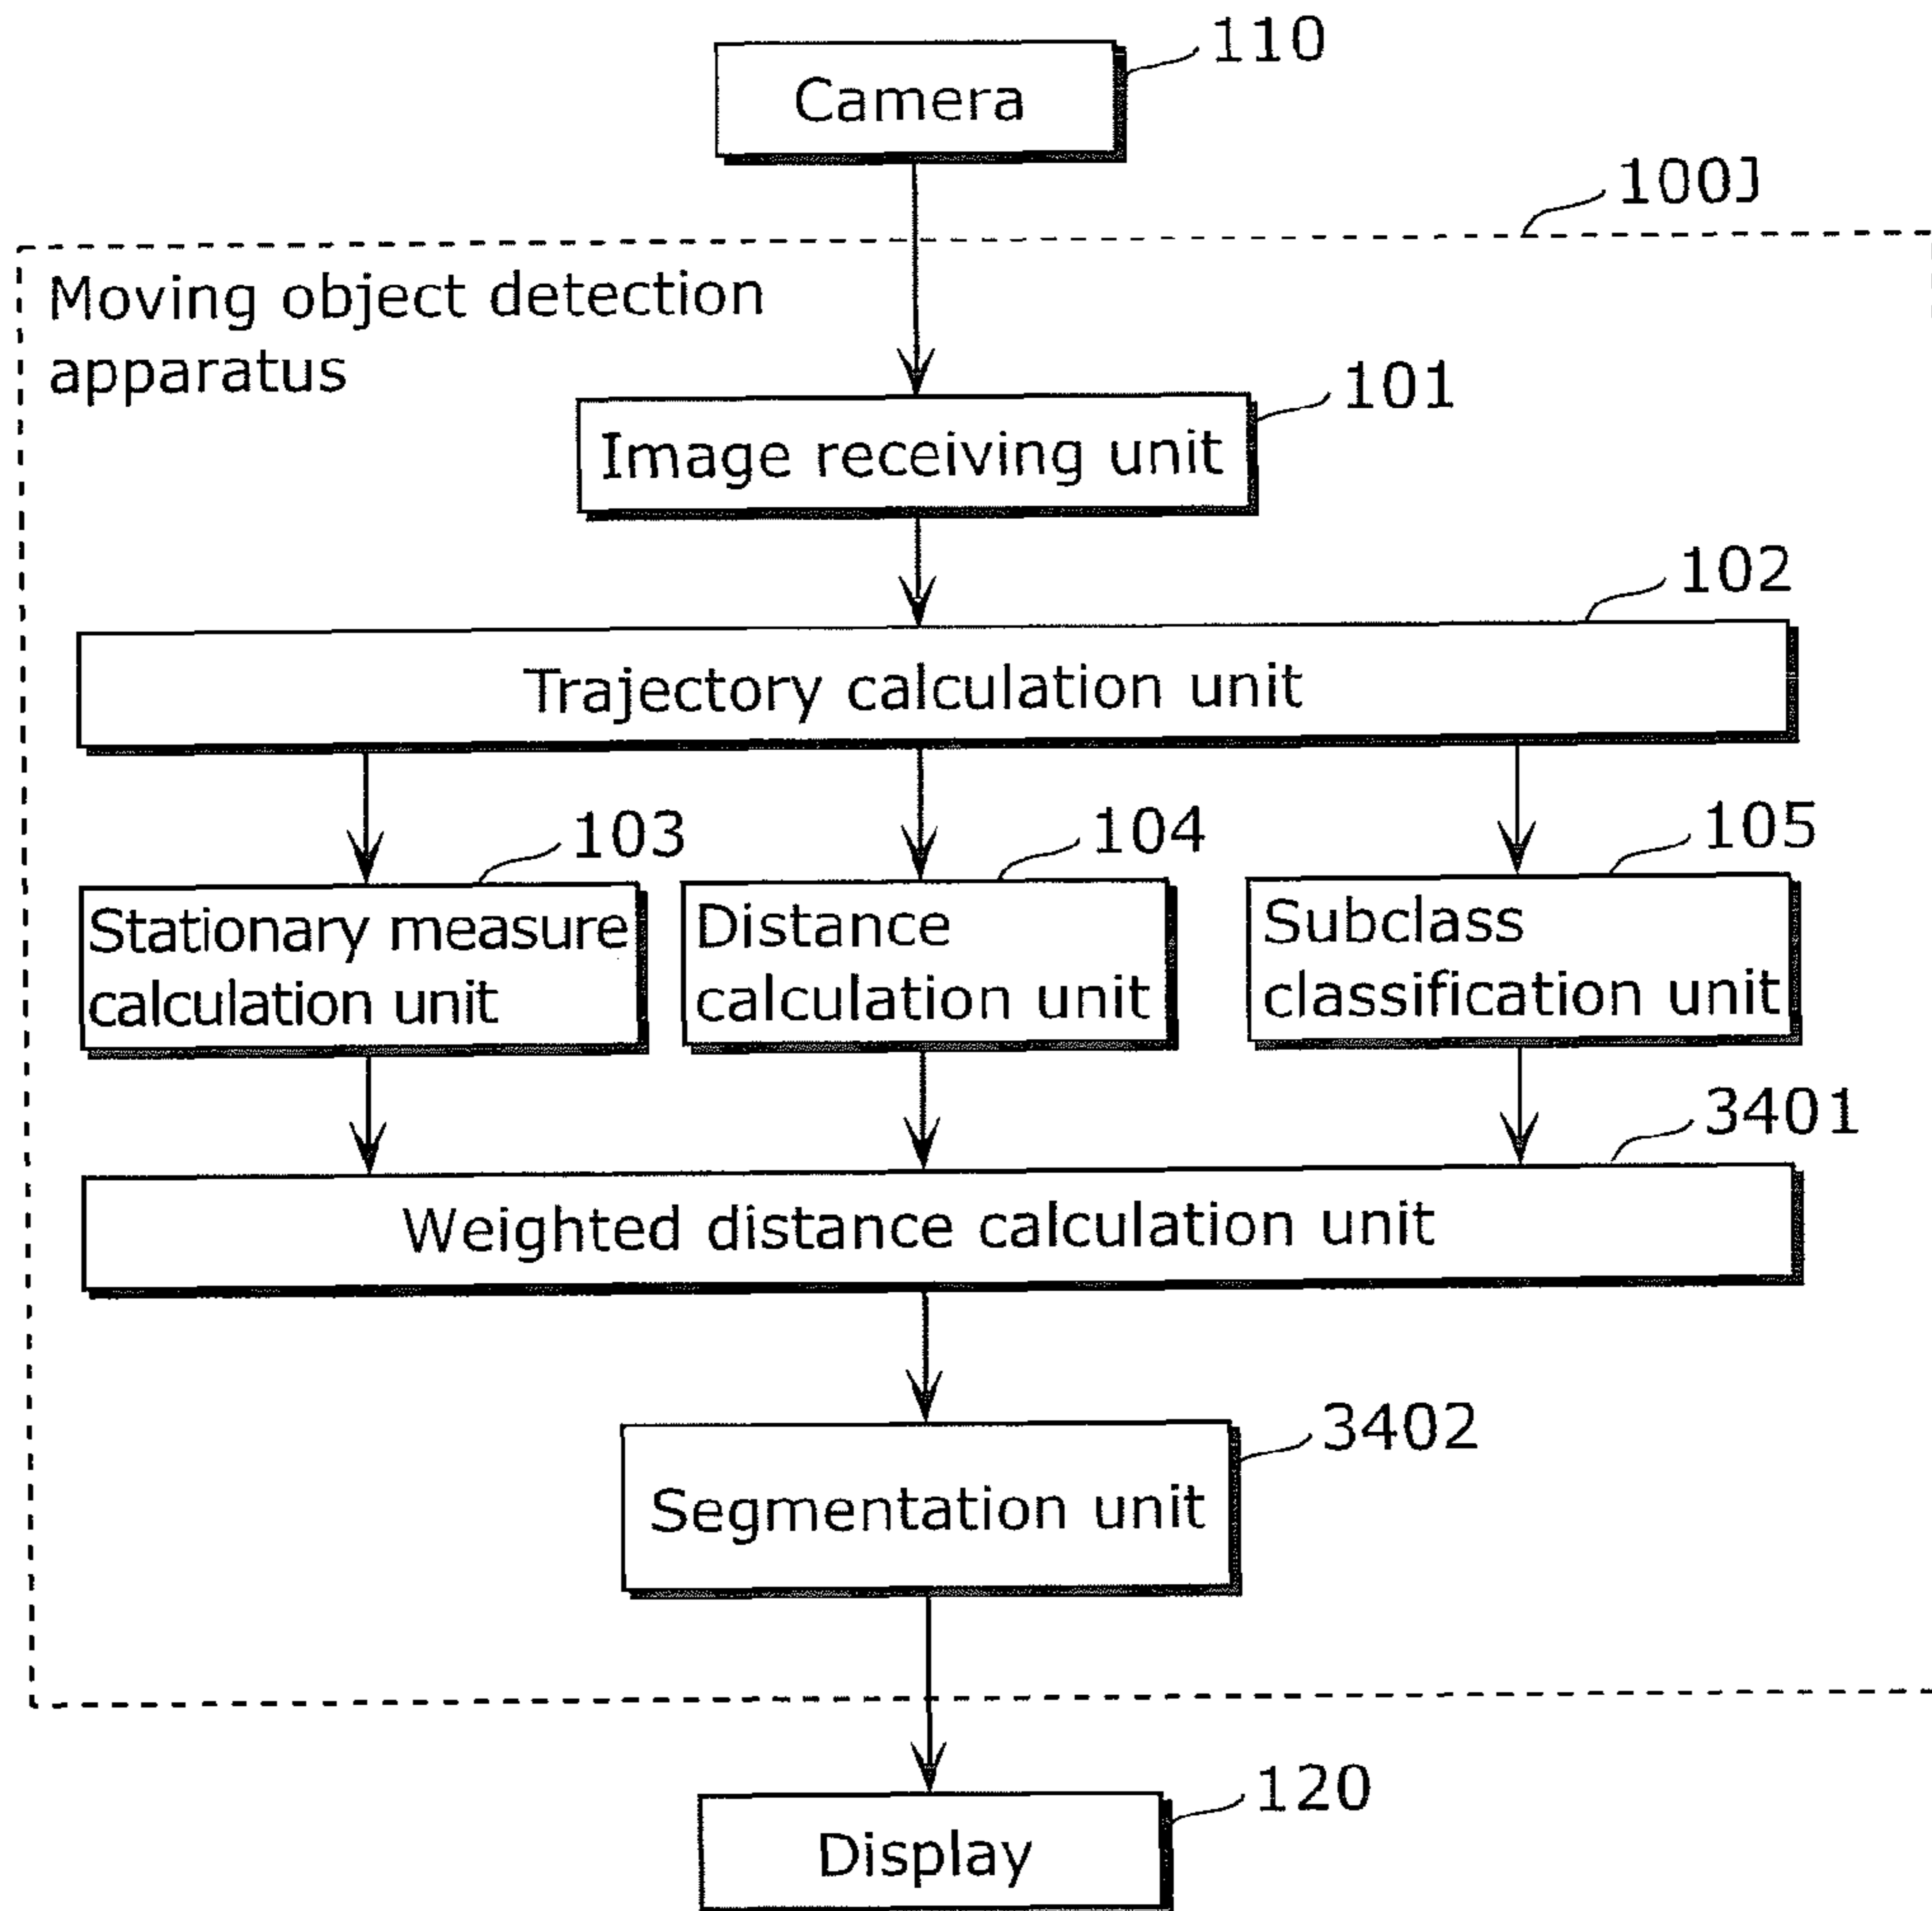 110
Camera
100J
Moving object detection
apparatus
101
Image receiving unit
102
Trajectory calculation unit
103
104
105
Stationary measure
calculation unit
Distance
calculation unit
Subclass
classification unit
3401
Weighted distance calculation unit
3402
Segmentation unit
120
Display